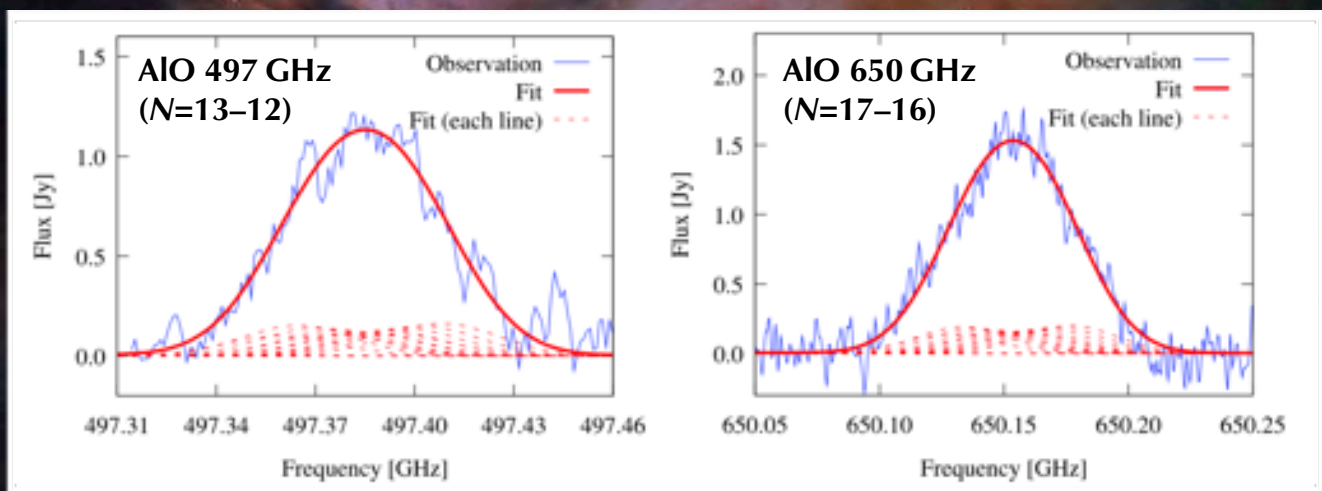 AlO 497 GHz
(N=13–12)
Observation
Fit
Fit (each line)
1.5
1.0
0.5
0.0
Flux [Jy]
497.31 497.34 497.37 497.40 497.43 497.46
Frequency [GHz]
AlO 650 GHz
(N=17–16)
Observation
Fit
Fit (each line)
2.0
1.5
1.0
0.5
0.0
Flux [Jy]
650.05 650.10 650.15 650.20 650.25
Frequency [GHz]